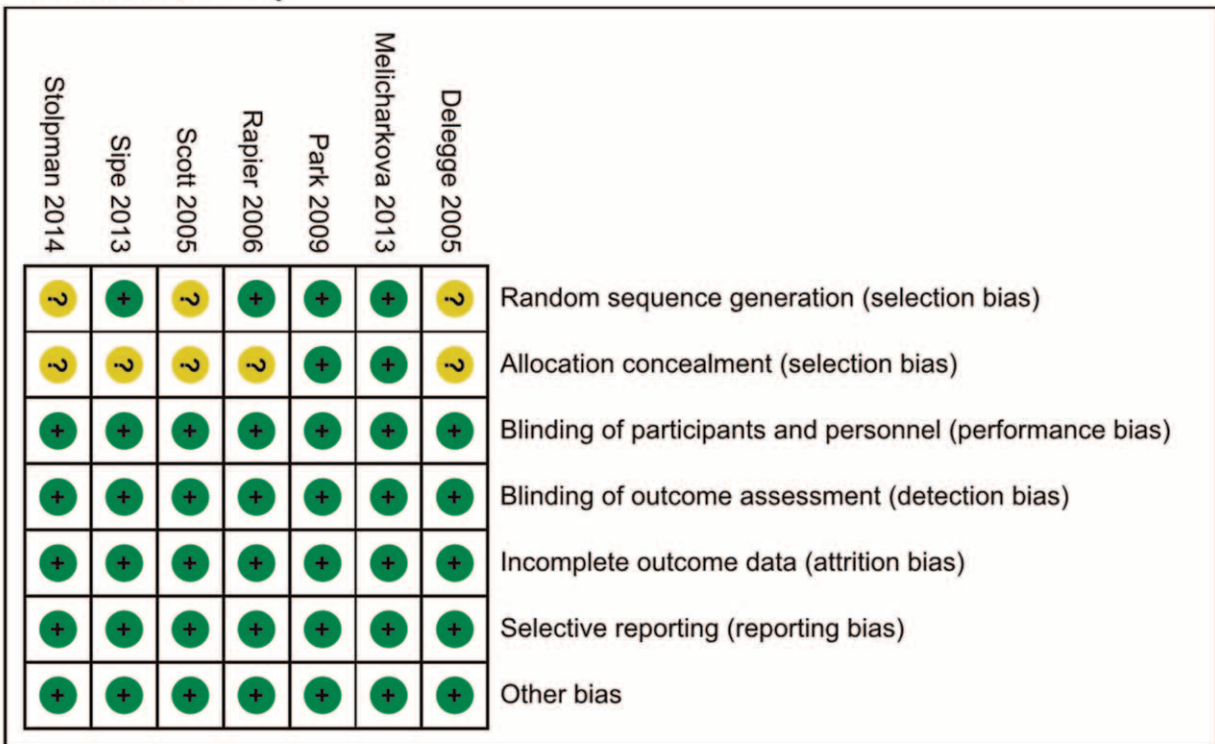 Stolpman 2014
Sipe 2013
Scott 2005
Rapier 2006
Park 2009
Melicharkova 2013
Delegge 2005
? + ? + + + ? Random sequence generation (selection bias)
? ? ? ? + + ? Allocation concealment (selection bias)
+ + + + + + + Blinding of participants and personnel (performance bias)
+ + + + + + + Blinding of outcome assessment (detection bias)
+ + + + + + + Incomplete outcome data (attrition bias)
+ + + + + + + Selective reporting (reporting bias)
+ + + + + + + Other bias